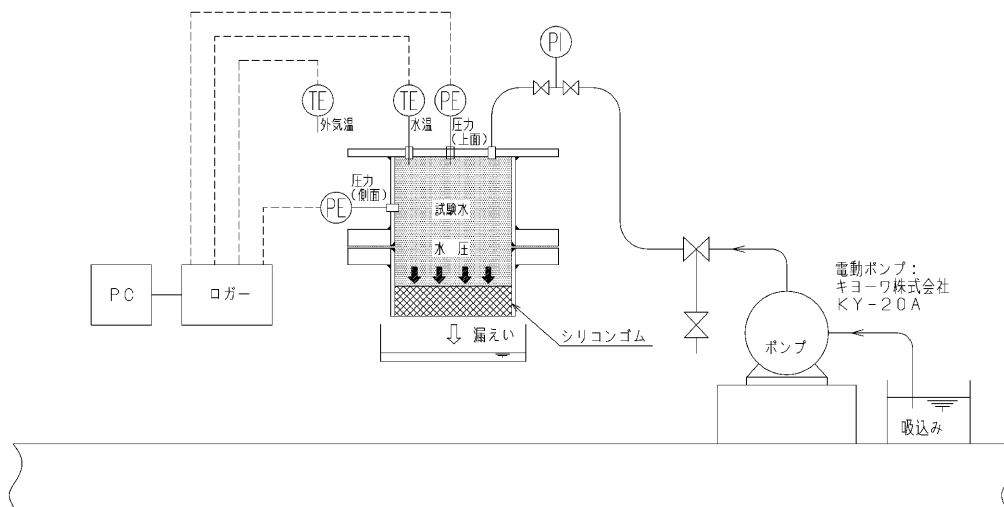 PI
TE
外気温
TE
水温
PE
圧力
(上面)
圧力
(側面)
PE
試験水
水 圧
PC
ロガー
漏えい
シリコンゴム
電動ポンプ：
キヨーワ株式会社
KY-20A
ポンプ
吸込み